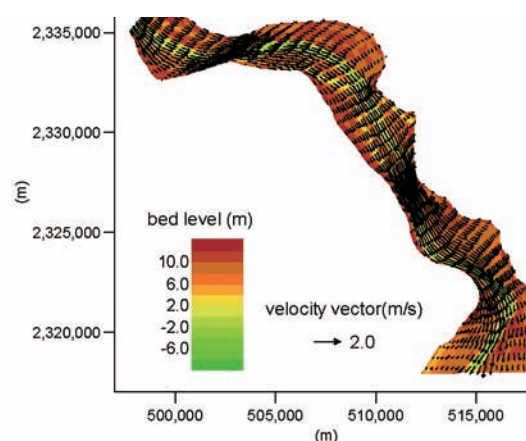 2,335,000
2,330,000
(m)
2,325,000
2,320,000
bed level (m)
10.0
6.0
2.0
-2.0
-6.0
velocity vector(m/s)
2.0
500,000 505,000 510,000 515,000
(m)